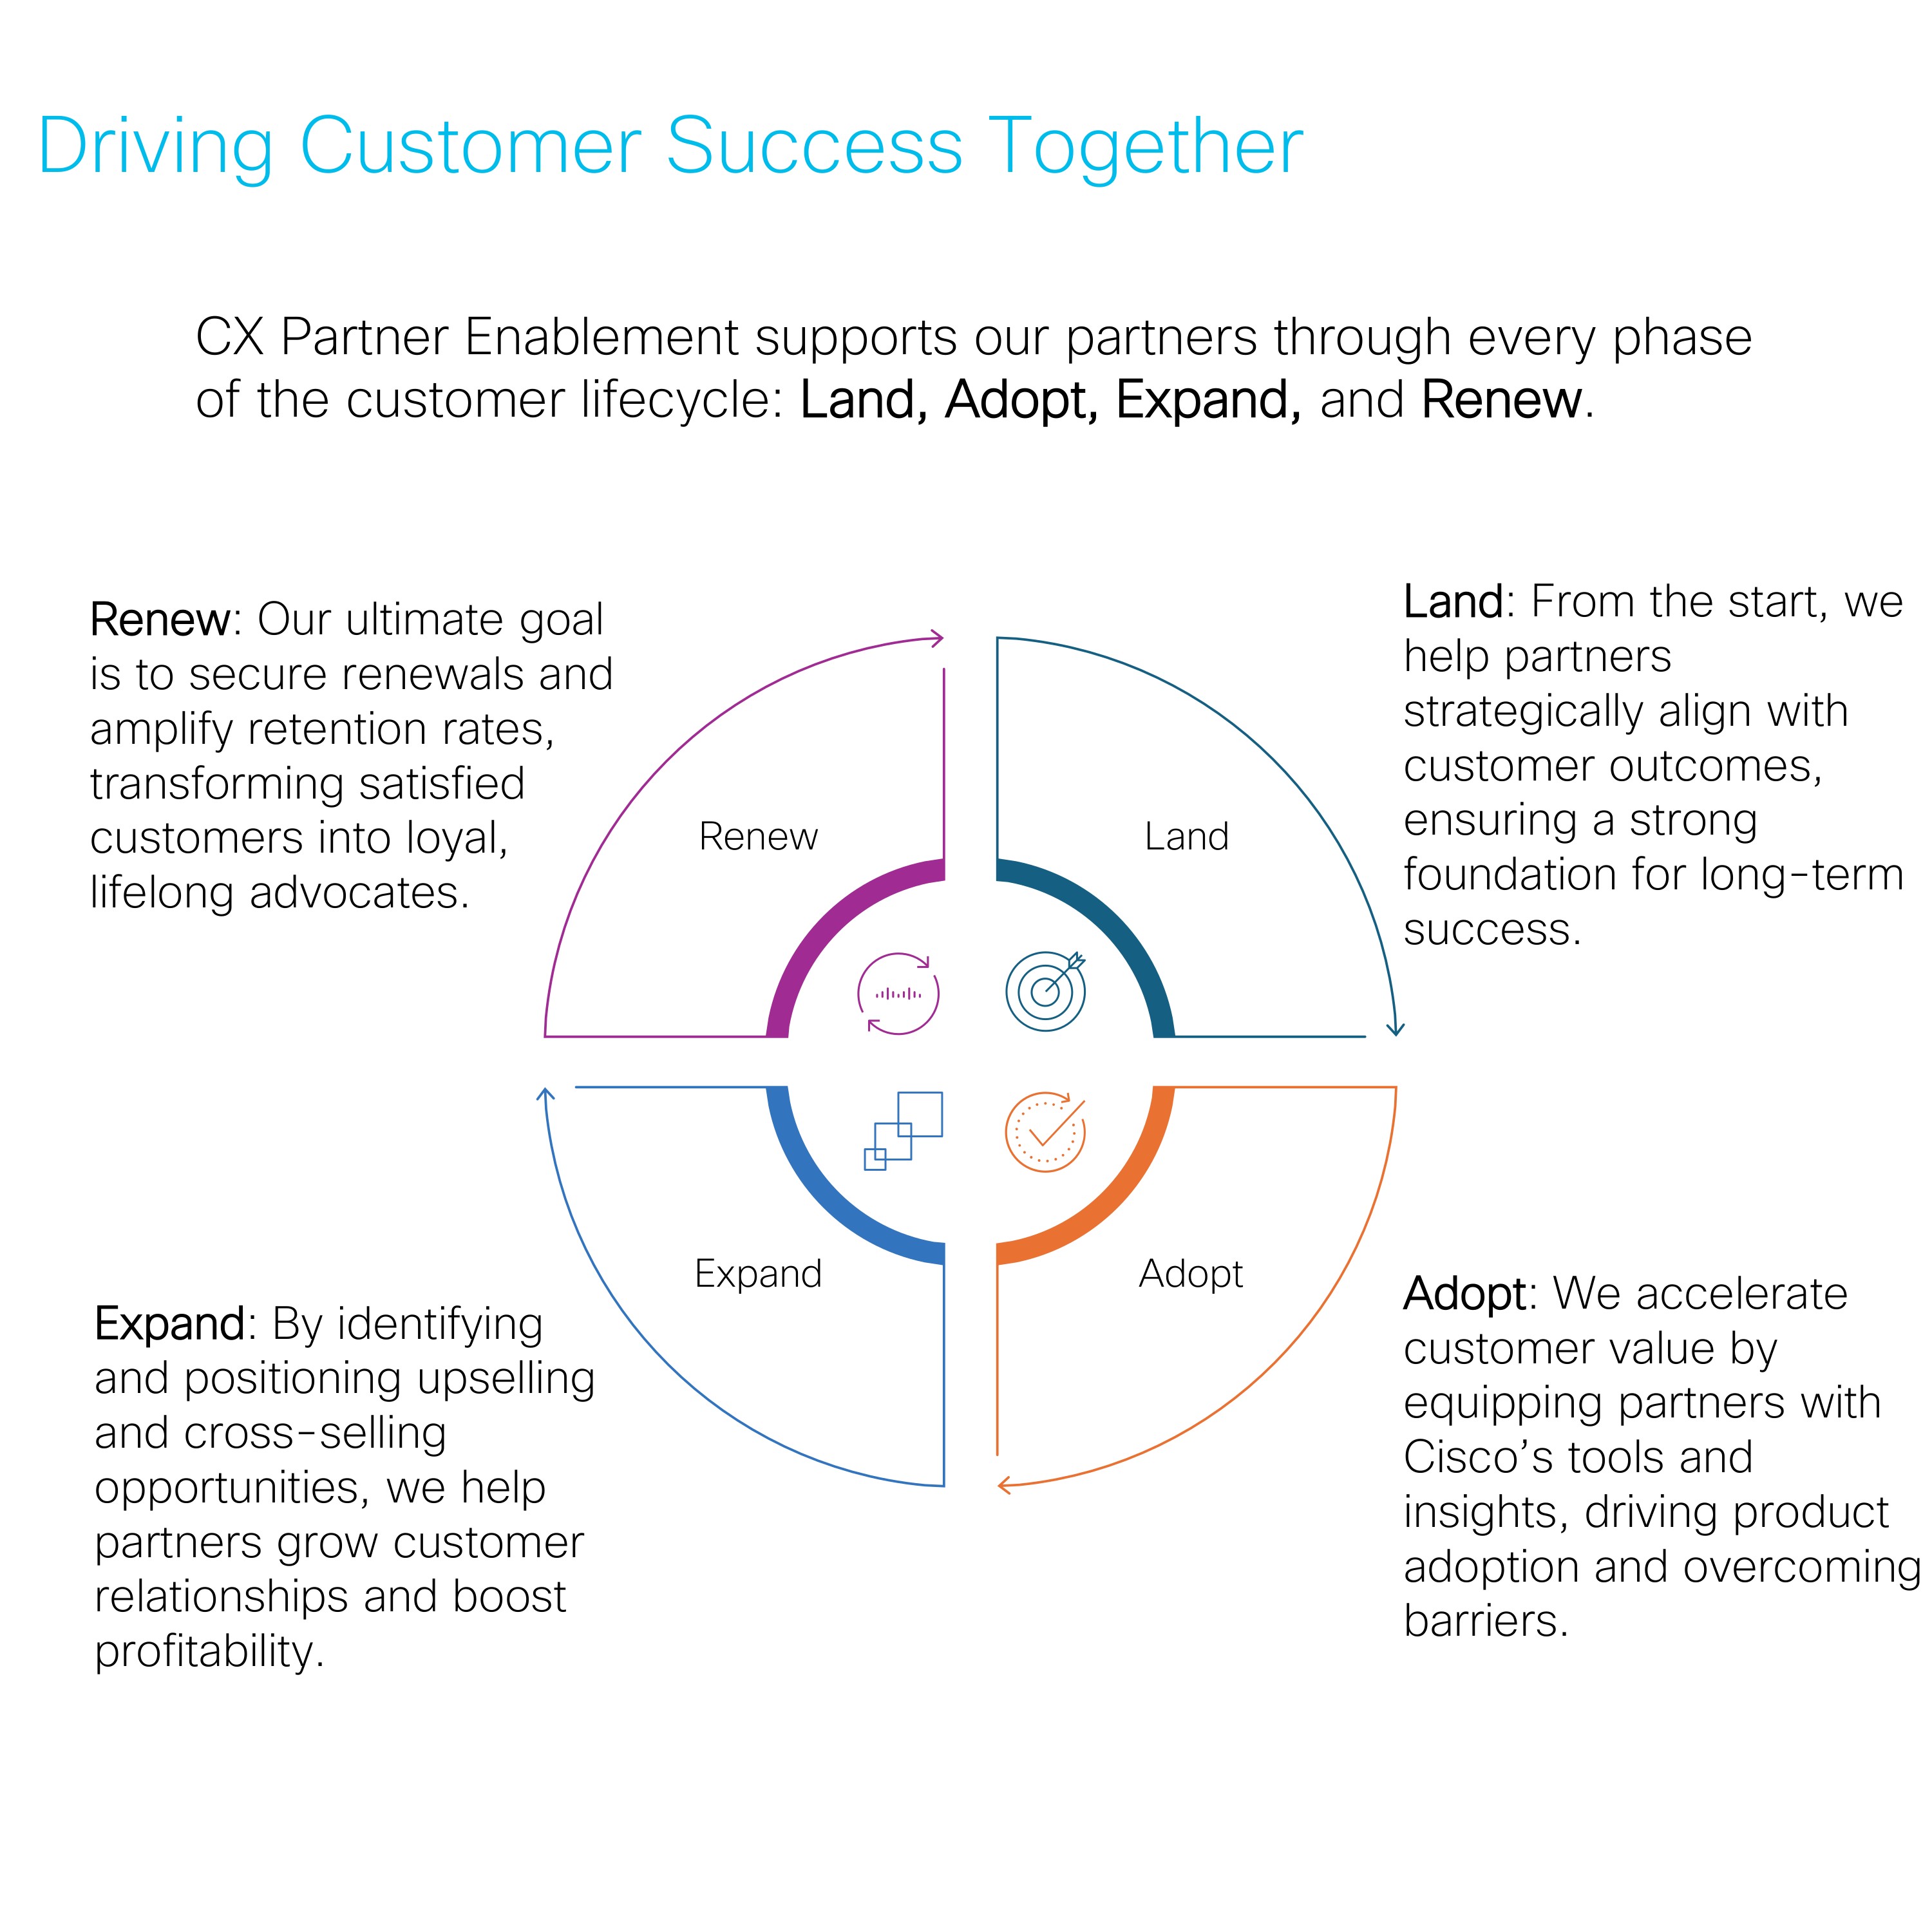 Driving Customer Success Together
CX Partner Enablement supports our partners through every phase
of the customer lifecycle: Land, Adopt, Expand, and Renew.
Renew: Our ultimate goal
is to secure renewals and
amplify retention rates,
transforming satisfied
customers into loyal,
lifelong advocates.
Land: From the start, we
help partners
strategically align with
customer outcomes,
ensuring a strong
foundation for long-term
success.
Renew
Land
Expand
Adopt
Expand: By identifying
and positioning upselling
and cross-selling
opportunities, we help
partners grow customer
relationships and boost
profitability.
Adopt: We accelerate
customer value by
equipping partners with
Cisco’s tools and
insights, driving product
adoption and overcoming
barriers.